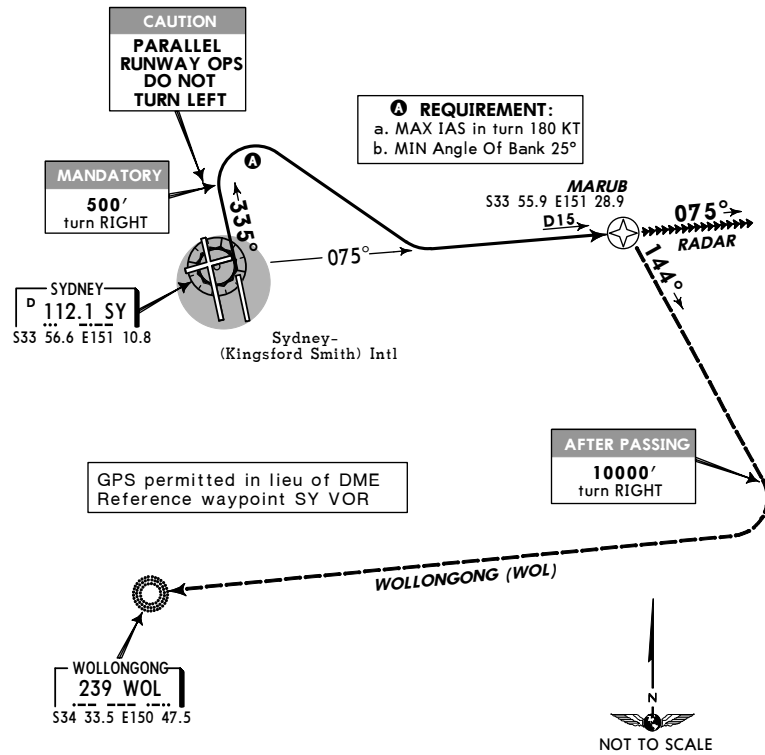 CAUTION
PARALLEL
RUNWAY OPS
DO NOT
TURN LEFT
A REQUIREMENT:
a. MAX IAS in turn 180 KT
b. MIN Angle Of Bank 25°
A
MANDATORY
500'
turn RIGHT
MARUB
S33 55.9 E151 28.9
D15
075°
RADAR
335°
075°
144°
SYDNEY
D 112.1 SY
S33 56.6 E151 10.8
Sydney-
(Kingsford Smith) Intl
AFTER PASSING
10000'
turn RIGHT
GPS permitted in lieu of DME
Reference waypoint SY VOR
WOLLONGONG (WOL)
WOLLONGONG
239 WOL
S34 33.5 E150 47.5
N
NOT TO SCALE